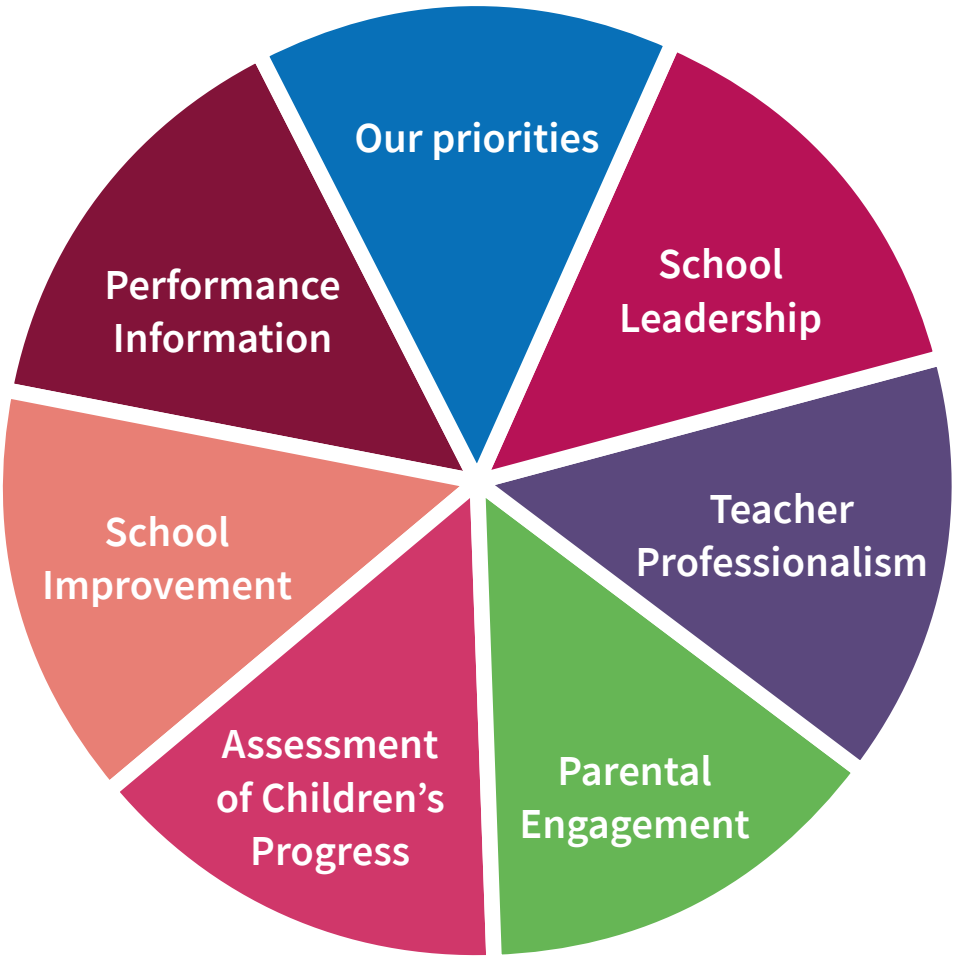 Our priorities
School
Leadership
Teacher
Professionalism
Parental
Engagement
Assessment
of Children’s
Progress
School
Improvement
Performance
Information